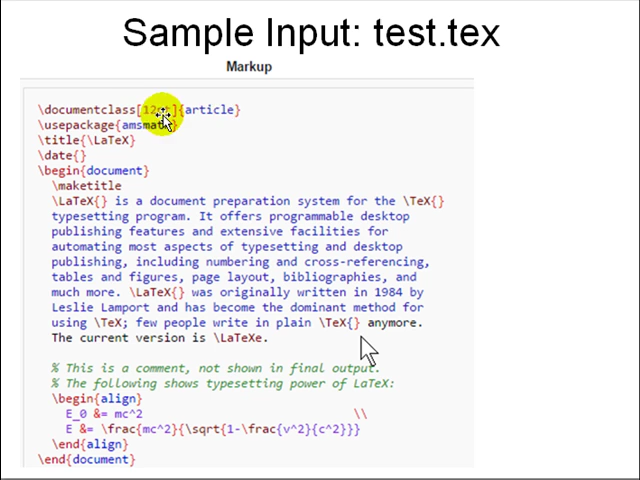 Sample Input: test.tex
Markup
\documentclass[12pt]{article}
\usepackage{amsmath}
\title{\LaTeX}
\date{}
\begin{document}
\maketitle
\LaTeX{} is a document preparation system for the \TeX{}
typesetting program. It offers programmable desktop
publishing features and extensive facilities for
automating most aspects of typesetting and desktop
publishing, including numbering and cross-referencing,
tables and figures, page layout, bibliographies, and
much more. \LaTeX{} was originally written in 1984 by
Leslie Lamport and has become the dominant method for
using \TeX; few people write in plain \TeX{} anymore.
The current version is \LaTeXe.
% This is a comment, not shown in final output.
% The following shows typesetting power of LaTeX:
\begin{align}
E_0 &= mc^2 \\
E &= \frac{mc^2}{\sqrt{1-\frac{v^2}{c^2}}}
\end{align}
\end{document}